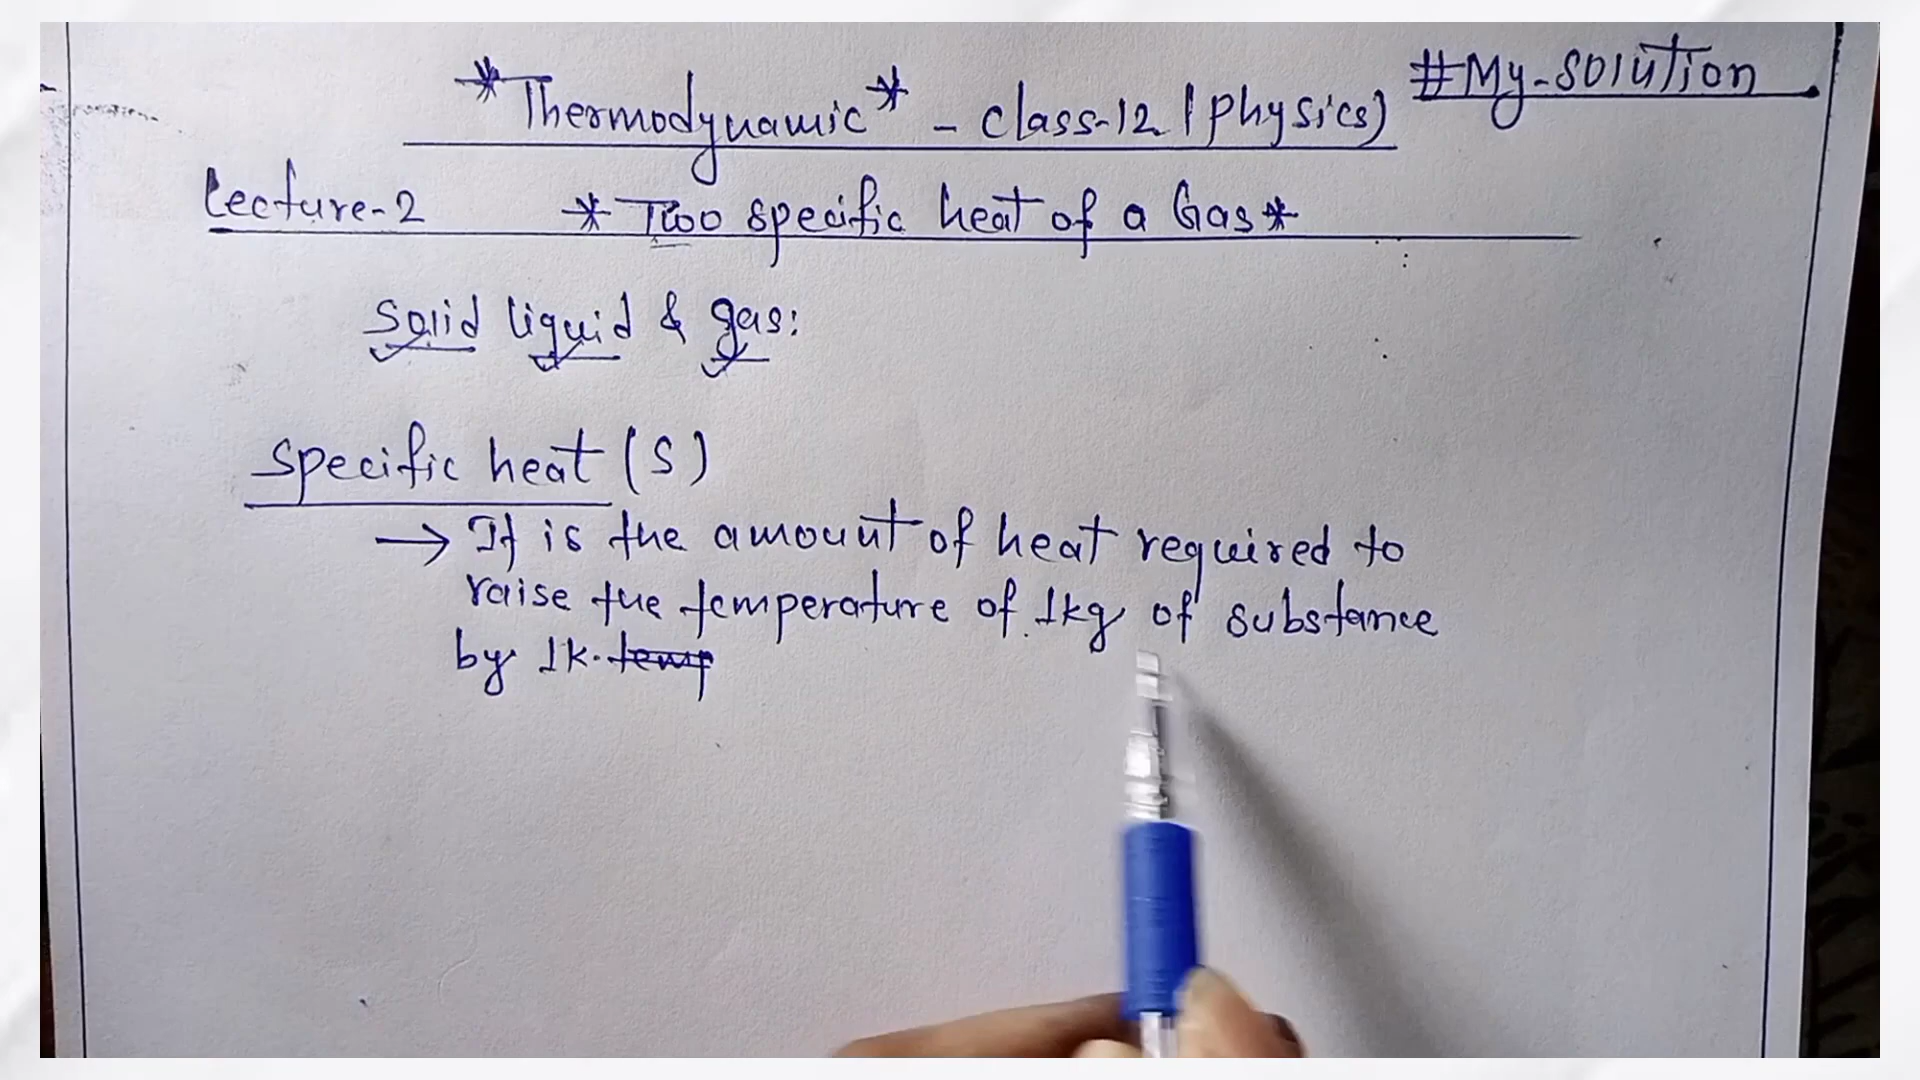 *Thermodynamic* - class-12 (physics)
#My-solution
Lecture-2 * Two specific heat of a Gas *
Solid liquid & gas:
Specific heat (S)
→ It is the amount of heat required to
raise the temperature of 1kg of substance
by 1k. temp